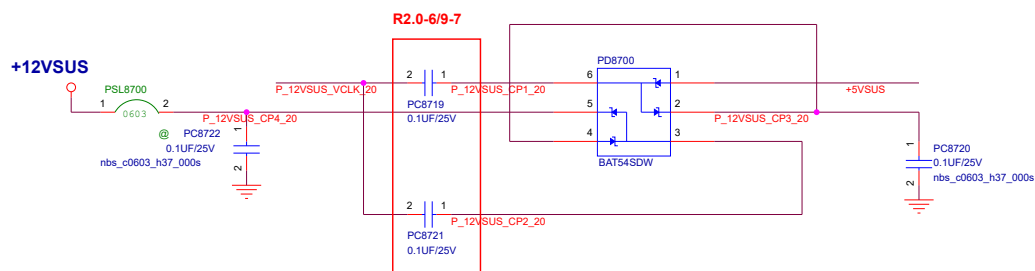 R2.0-6/9-7
+12VSUS
PSL8700
1
2
0603
@
P_12VSUS_VCLK_20
2
1
PC8719
0.1UF/25V
P_12VSUS_CP1_20
PD8700
6
1
5
2
4
3
BAT54SDW
+5VSUS
P_12VSUS_CP3_20
P_12VSUS_CP4_20
1
PC8722
0.1UF/25V
2
nbs_c0603_h37_000s
1
PC8720
0.1UF/25V
2
nbs_c0603_h37_000s
2
1
P_12VSUS_CP2_20
PC8721
0.1UF/25V